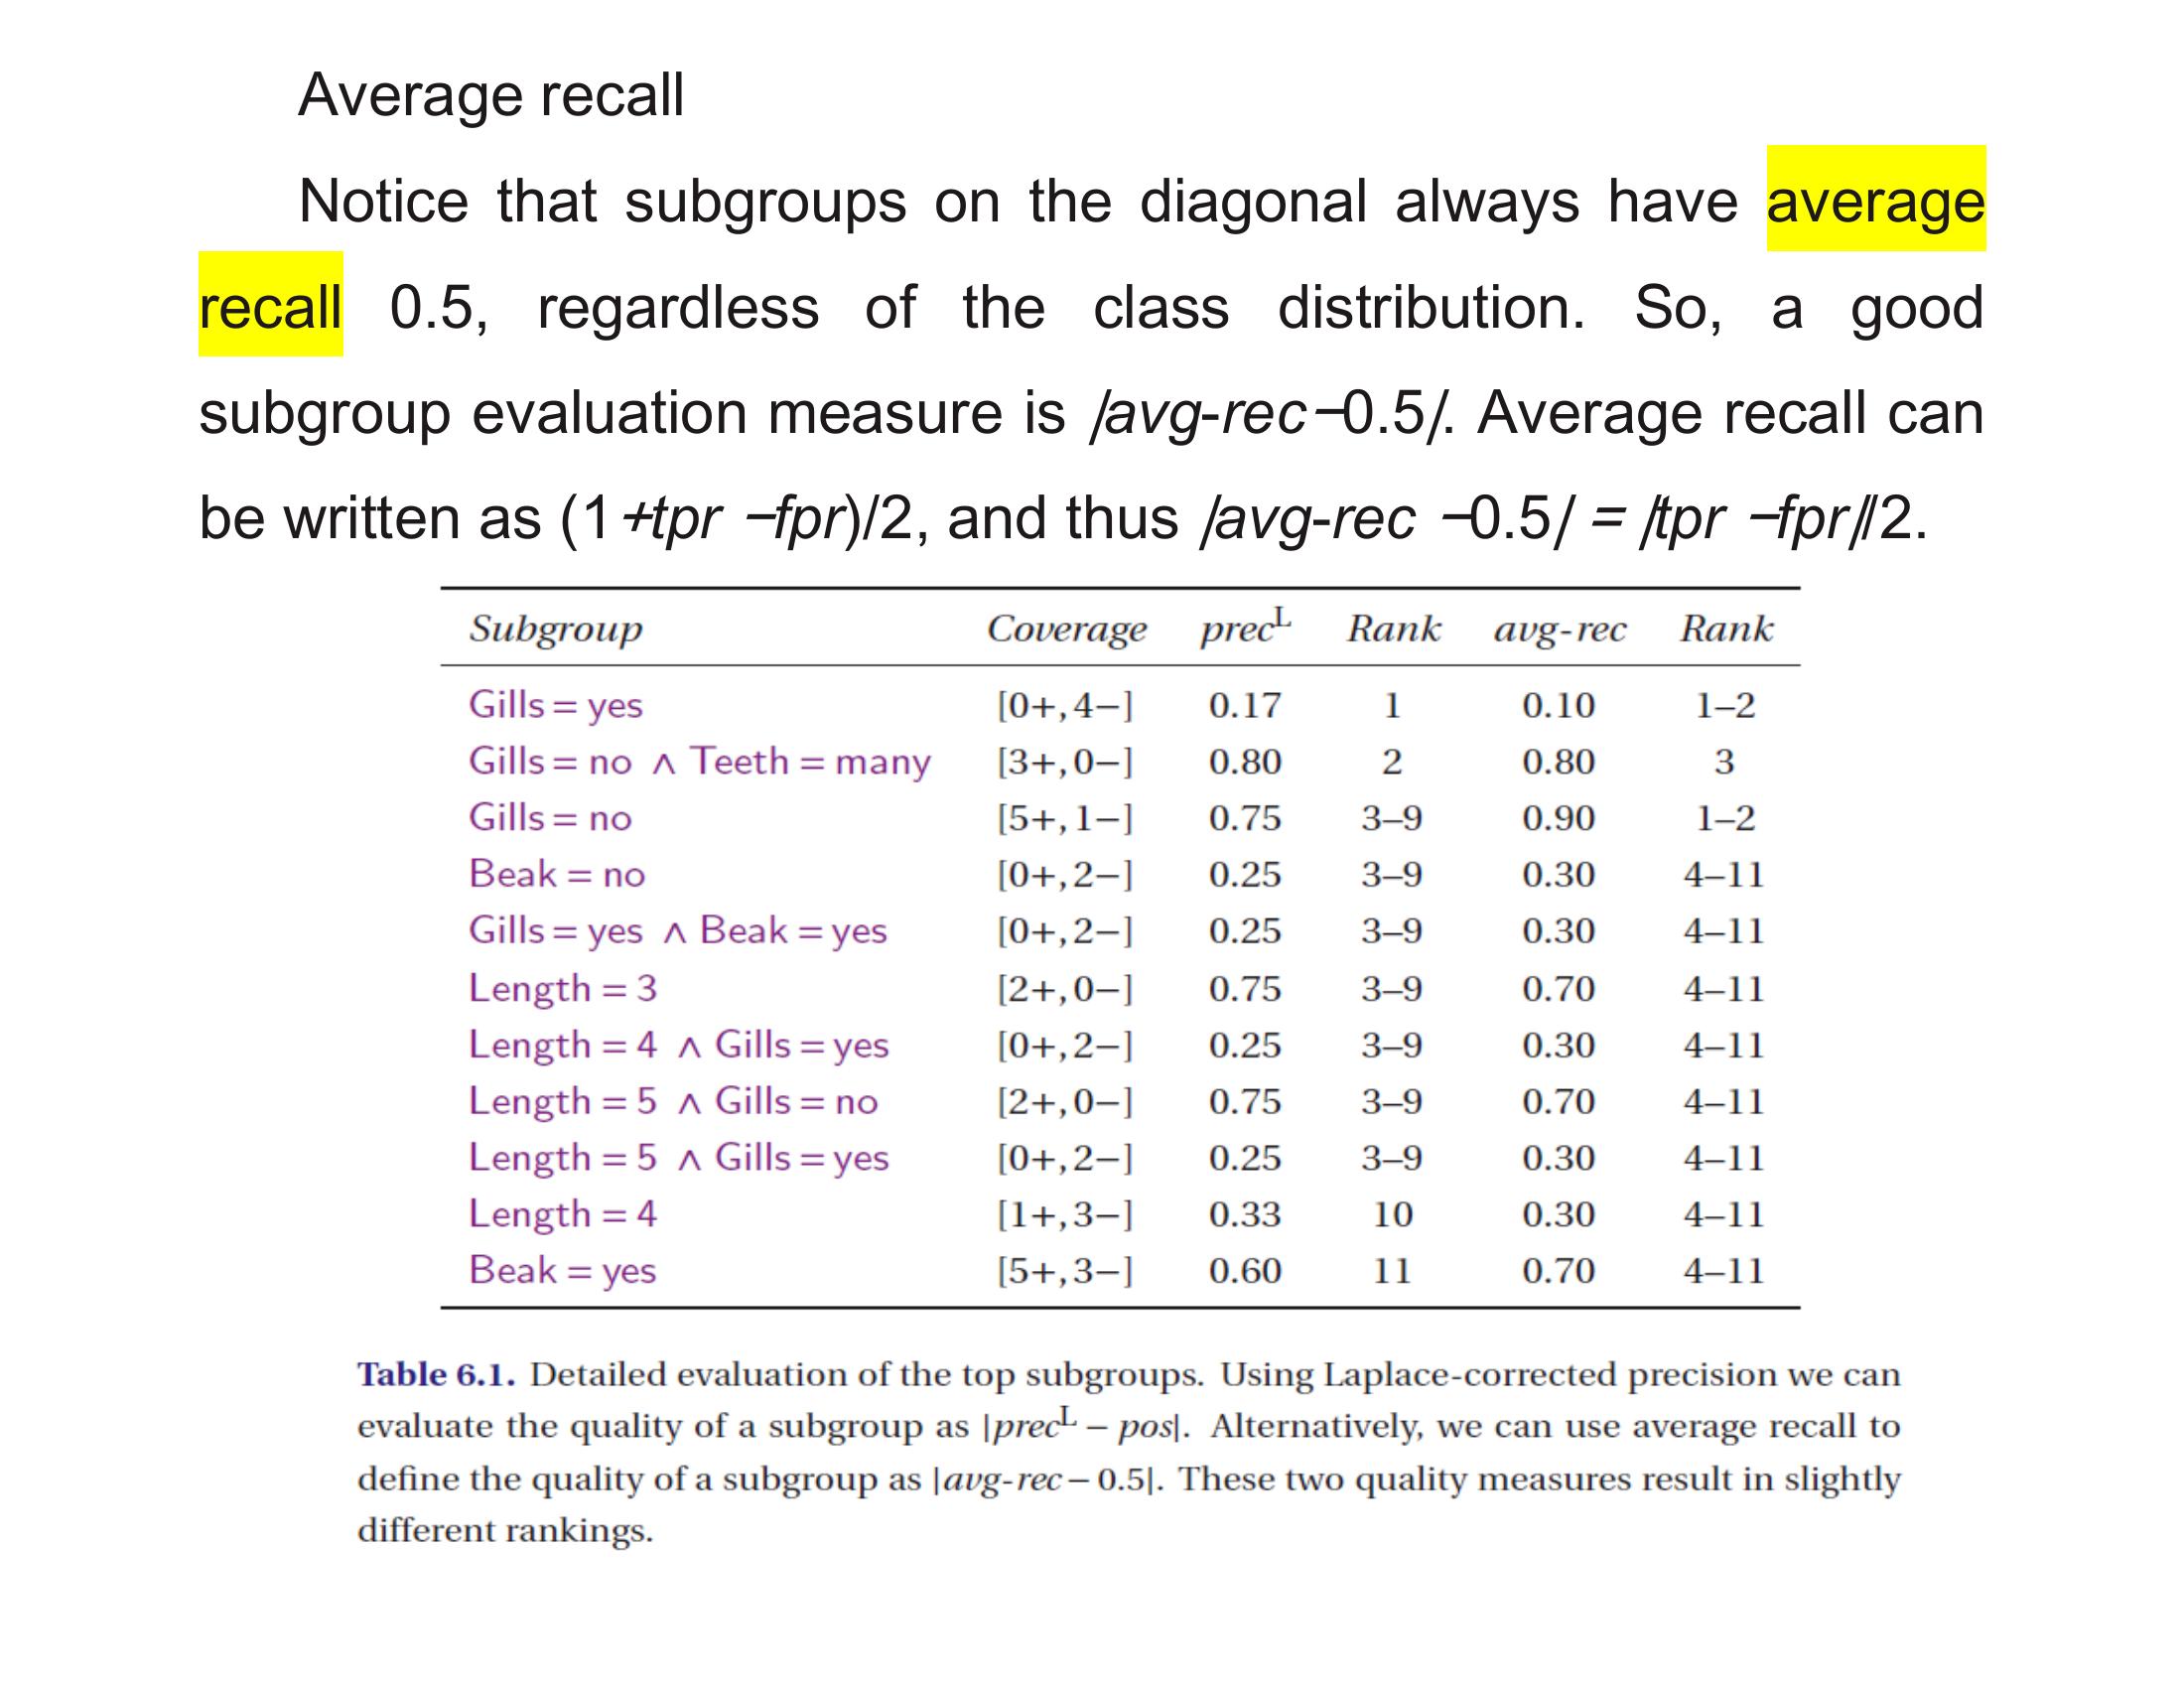 Average recall
Notice that subgroups on the diagonal always have average
recall 0.5, regardless of the class distribution. So, a good
subgroup evaluation measure is |avg-rec−0.5|. Average recall can
be written as (1+tpr −fpr)/2, and thus |avg-rec −0.5| = |tpr −fpr|/2.
Subgroup Coverage precL Rank avg-rec Rank
Gills = yes [0+,4−] 0.17 1 0.10 1–2
Gills = no ∧ Teeth = many [3+,0−] 0.80 2 0.80 3
Gills = no [5+,1−] 0.75 3–9 0.90 1–2
Beak = no [0+,2−] 0.25 3–9 0.30 4–11
Gills = yes ∧ Beak = yes [0+,2−] 0.25 3–9 0.30 4–11
Length = 3 [2+,0−] 0.75 3–9 0.70 4–11
Length = 4 ∧ Gills = yes [0+,2−] 0.25 3–9 0.30 4–11
Length = 5 ∧ Gills = no [2+,0−] 0.75 3–9 0.70 4–11
Length = 5 ∧ Gills = yes [0+,2−] 0.25 3–9 0.30 4–11
Length = 4 [1+,3−] 0.33 10 0.30 4–11
Beak = yes [5+,3−] 0.60 11 0.70 4–11
Table 6.1. Detailed evaluation of the top subgroups. Using Laplace-corrected precision we can
evaluate the quality of a subgroup as |precL − pos|. Alternatively, we can use average recall to
define the quality of a subgroup as |avg-rec − 0.5|. These two quality measures result in slightly
different rankings.